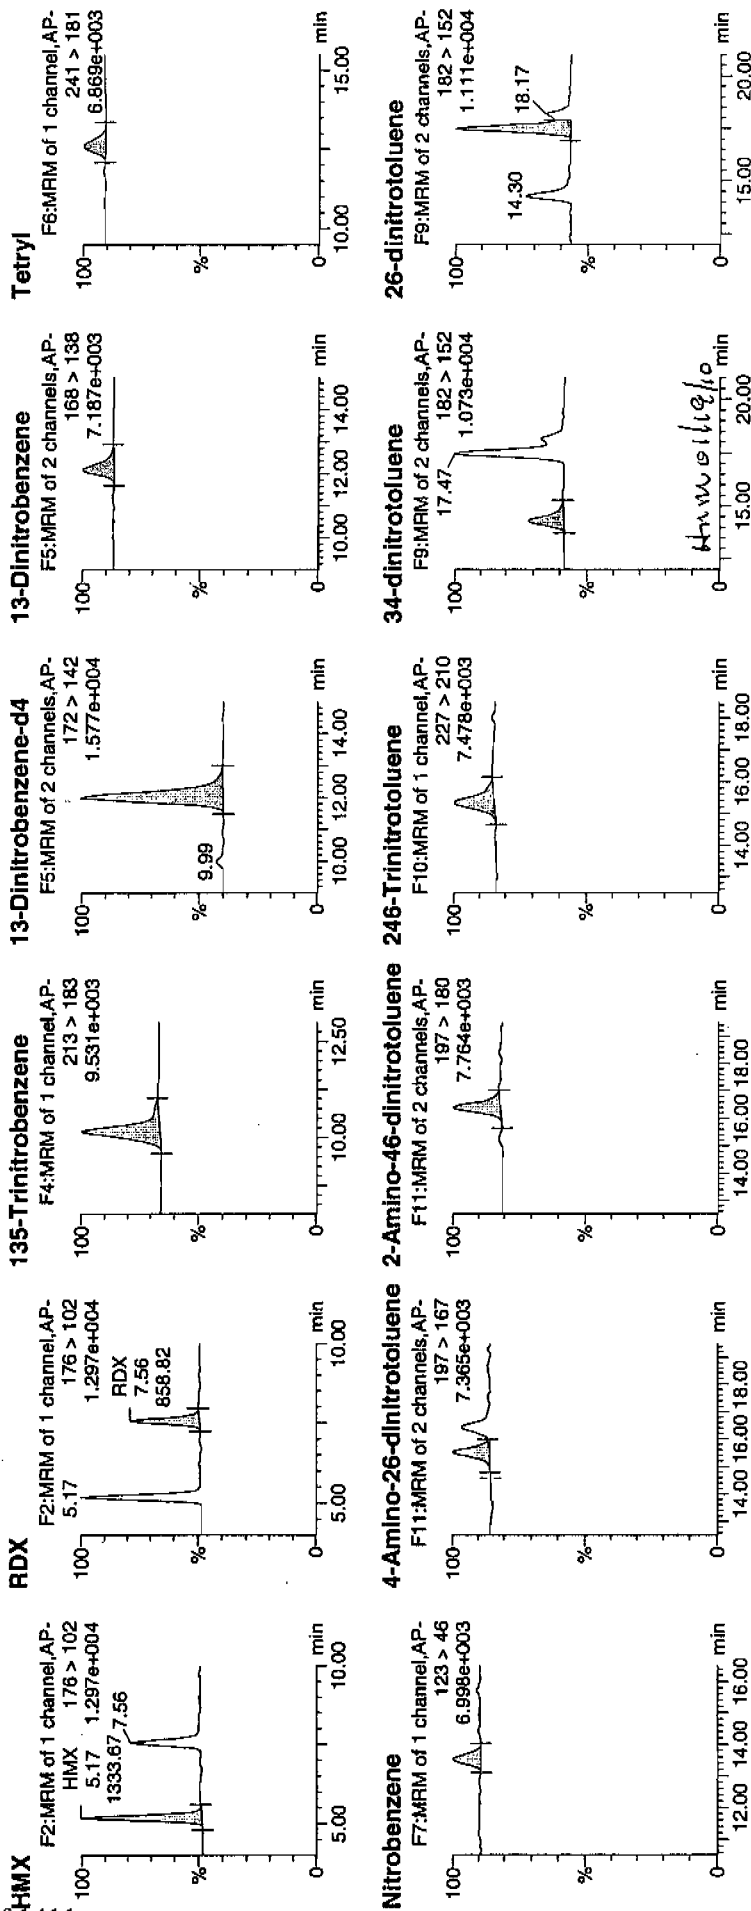 HMX
F2:MRM of 1 channel,AP-
HMX 176 > 102
5.17 1.297e+004
1333.67 7.56
100
%
0
5.00 10.00 min
RDX
F2:MRM of 1 channel,AP-
5.17 176 > 102
1.297e+004
RDX
7.56
858.82
100
%
0
5.00 10.00 min
135-Trinitrobenzene
F4:MRM of 1 channel,AP-
213 > 183
9.531e+003
100
%
0
10.00 12.50 min
13-Dinitrobenzene-d4
F5:MRM of 2 channels,AP-
172 > 142
1.577e+004
100
9.99
%
0
10.00 12.00 14.00 min
13-Dinitrobenzene
F5:MRM of 2 channels,AP-
168 > 138
7.187e+003
100
%
0
10.00 12.00 14.00 min
Tetryl
F6:MRM of 1 channel,AP-
241 > 181
6.869e+003
100
%
0
10.00 15.00 min
Nitrobenzene
F7:MRM of 1 channel,AP-
123 > 46
6.998e+003
100
%
0
12.00 14.00 16.00 min
4-Amino-26-dinitrotoluene
F11:MRM of 2 channels,AP-
197 > 167
7.365e+003
100
%
0
14.00 16.00 18.00 min
2-Amino-46-dinitrotoluene
F11:MRM of 2 channels,AP-
197 > 180
7.764e+003
100
%
0
14.00 16.00 18.00 min
246-Trinitrotoluene
F10:MRM of 1 channel,AP-
227 > 210
7.478e+003
100
%
0
14.00 16.00 18.00 min
34-dinitrotoluene
F9:MRM of 2 channels,AP-
17.47 182 > 152
1.073e+004
100
%
0
15.00 20.00 min
26-dinitrotoluene
F9:MRM of 2 channels,AP-
182 > 152
1.111e+004
100
14.30 18.17
%
0
15.00 20.00 min